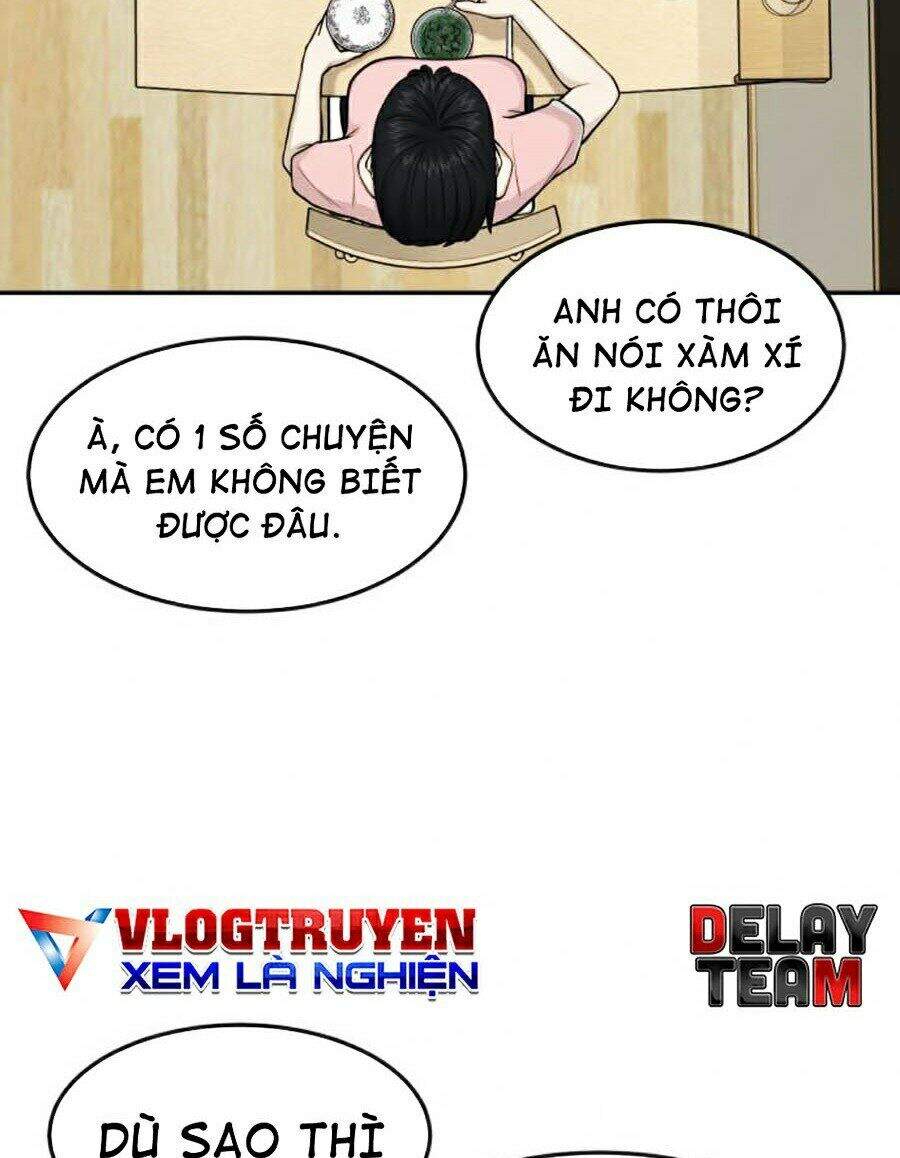 ANH CÓ THÔI
ĂN NÓI XÀM XÍ
ĐI KHÔNG?
À, CÓ 1 SỐ CHUYỆN
MÀ EM KHÔNG BIẾT
ĐƯỢC ĐÂU.
VLOGTRUYEN
XEM LÀ NGHIỆN
DELAY
TEAM
DÙ SAO THÌ